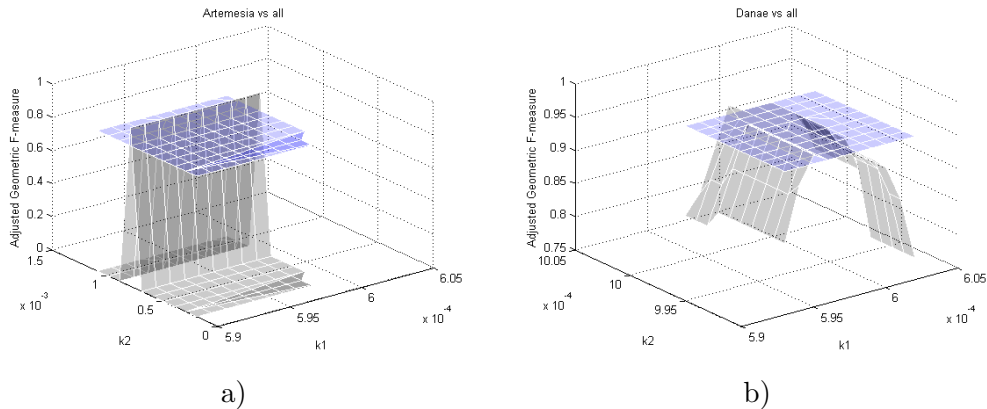 Artemesia vs all
Adjusted Geometric F-measure
1
0.8
0.6
0.4
0.2
0
1.5
1
0.5
0
x 10⁻³
k2
5.9
5.95
6
6.05
x 10⁻⁴
k1
a)
Danae vs all
Adjusted Geometric F-measure
1
0.95
0.9
0.85
0.8
0.75
10.05
10
9.95
x 10⁻⁴
k2
5.9
5.95
6
6.05
x 10⁻⁴
k1
b)